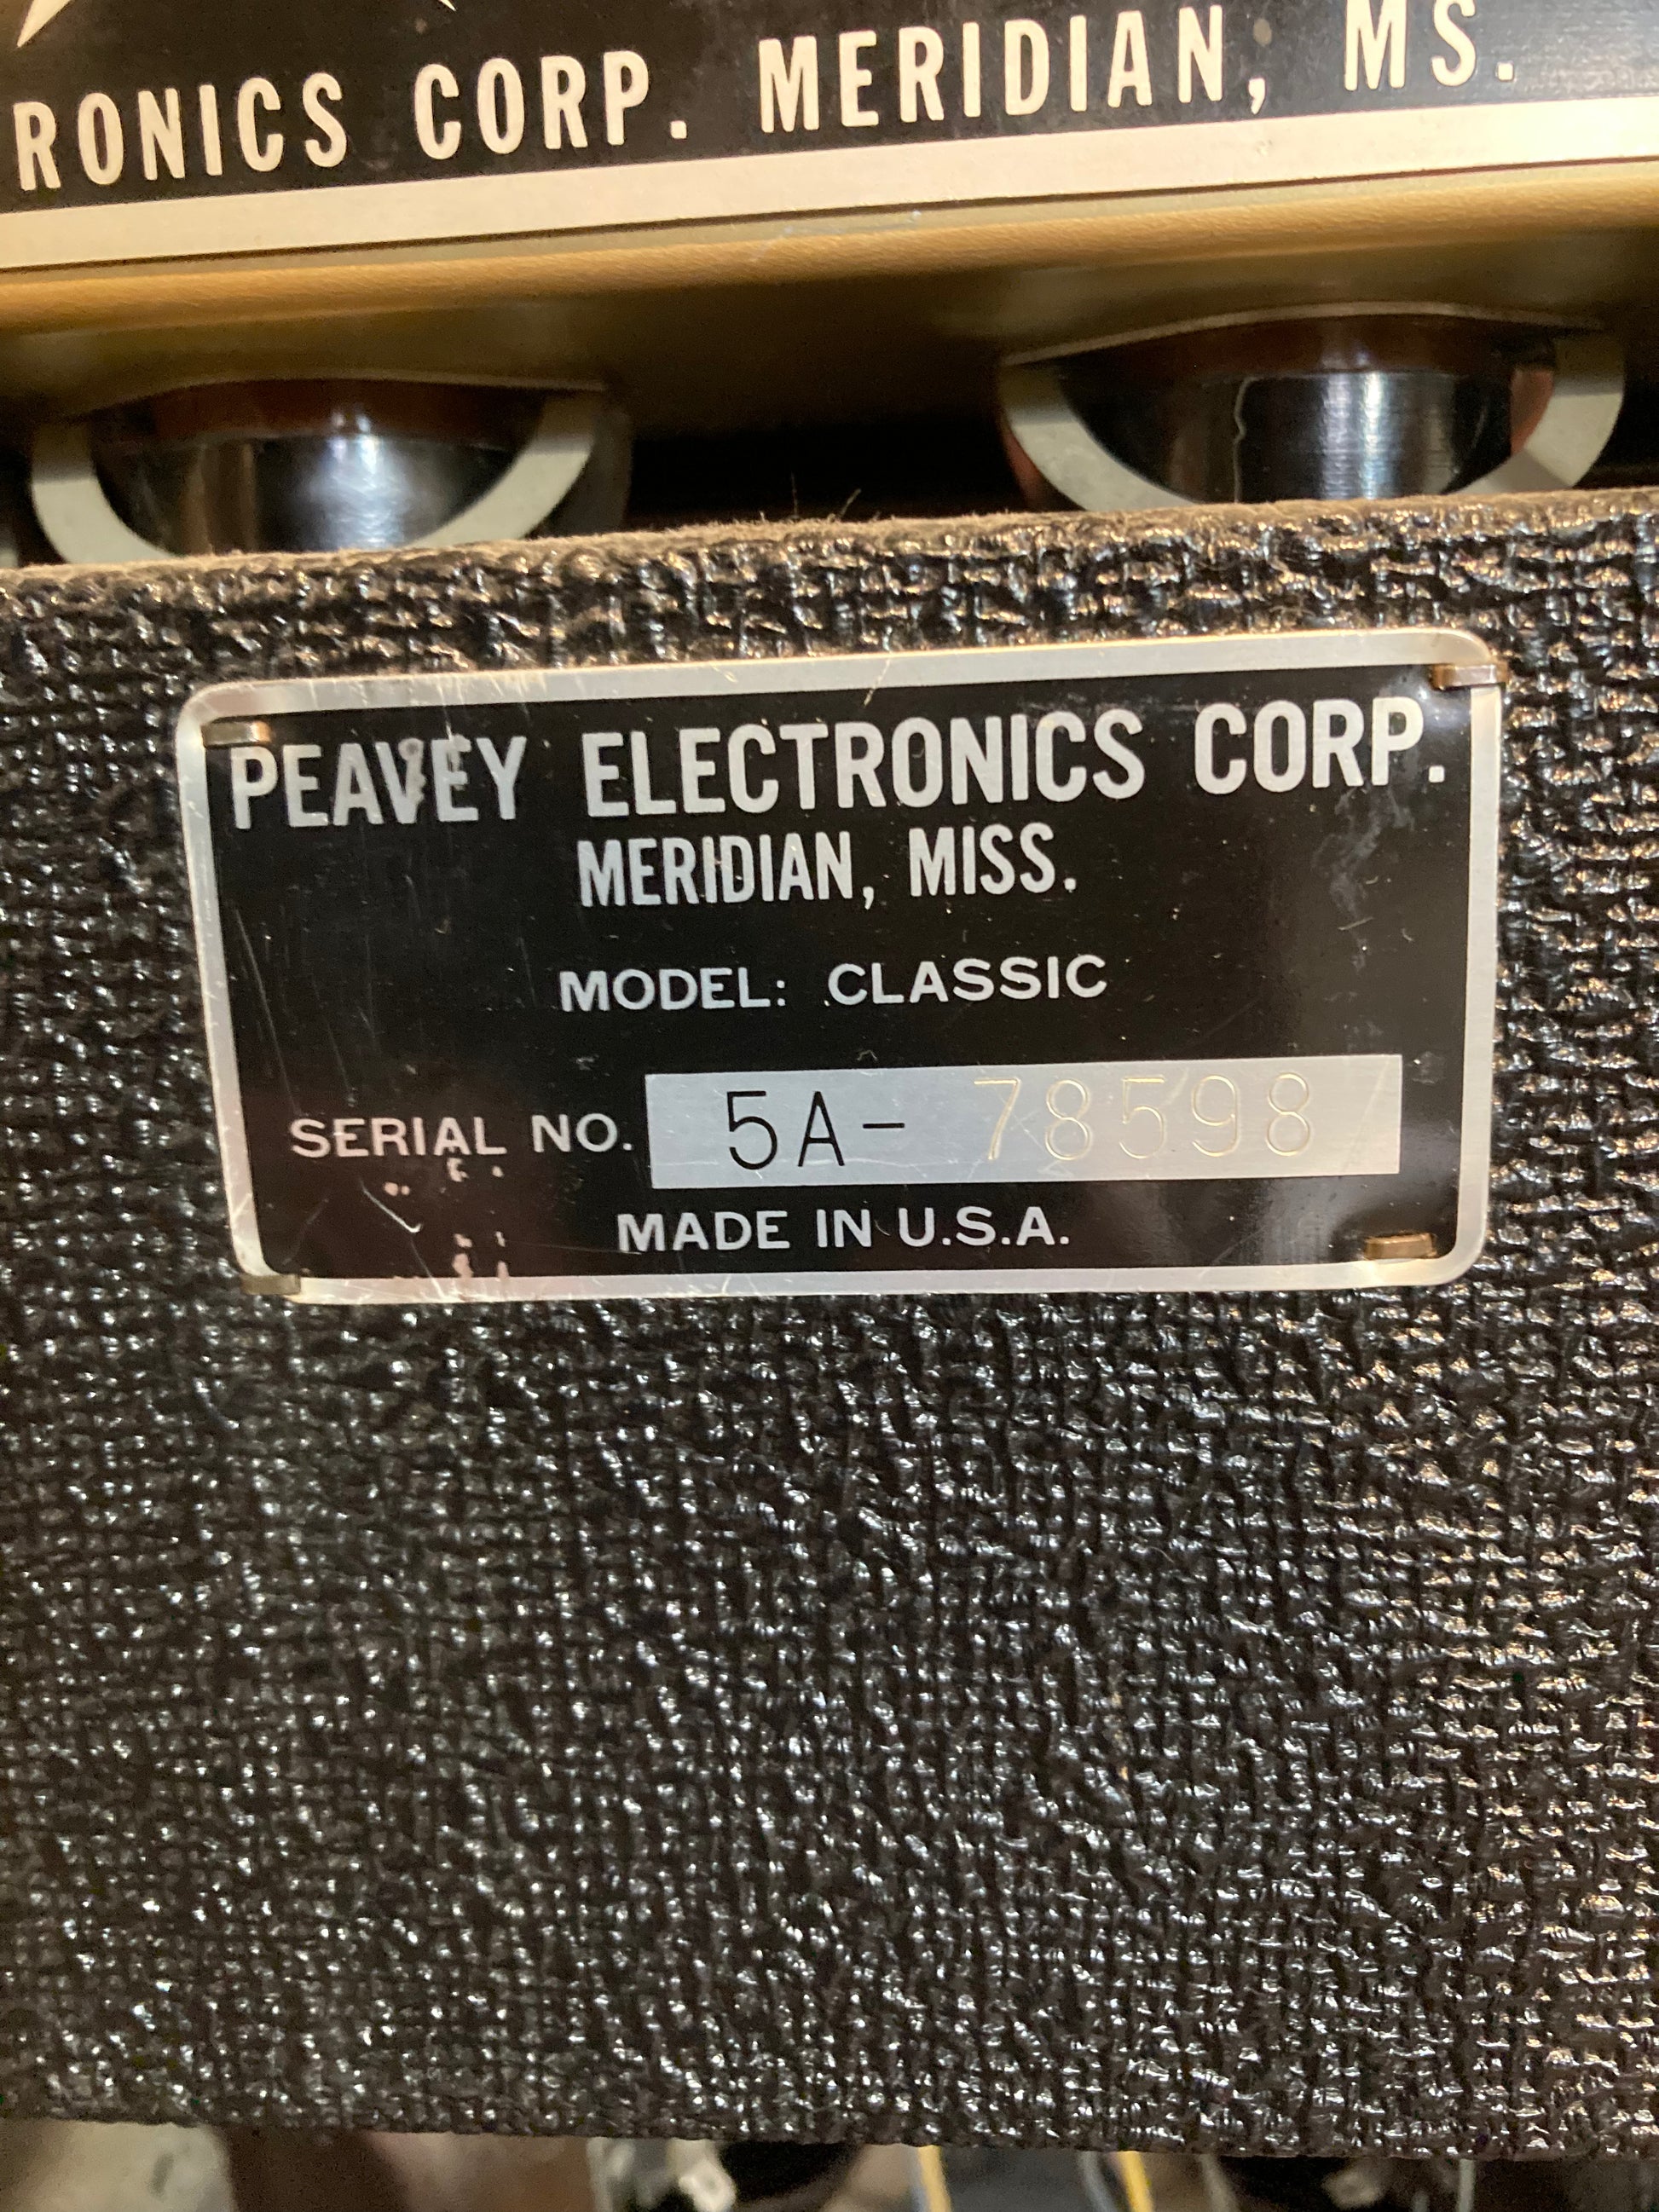 RONICS CORP. MERIDIAN, MS.
PEAVEY ELECTRONICS CORP.
MERIDIAN, MISS.
MODEL: CLASSIC
SERIAL NO. 5A- 78598
MADE IN U.S.A.